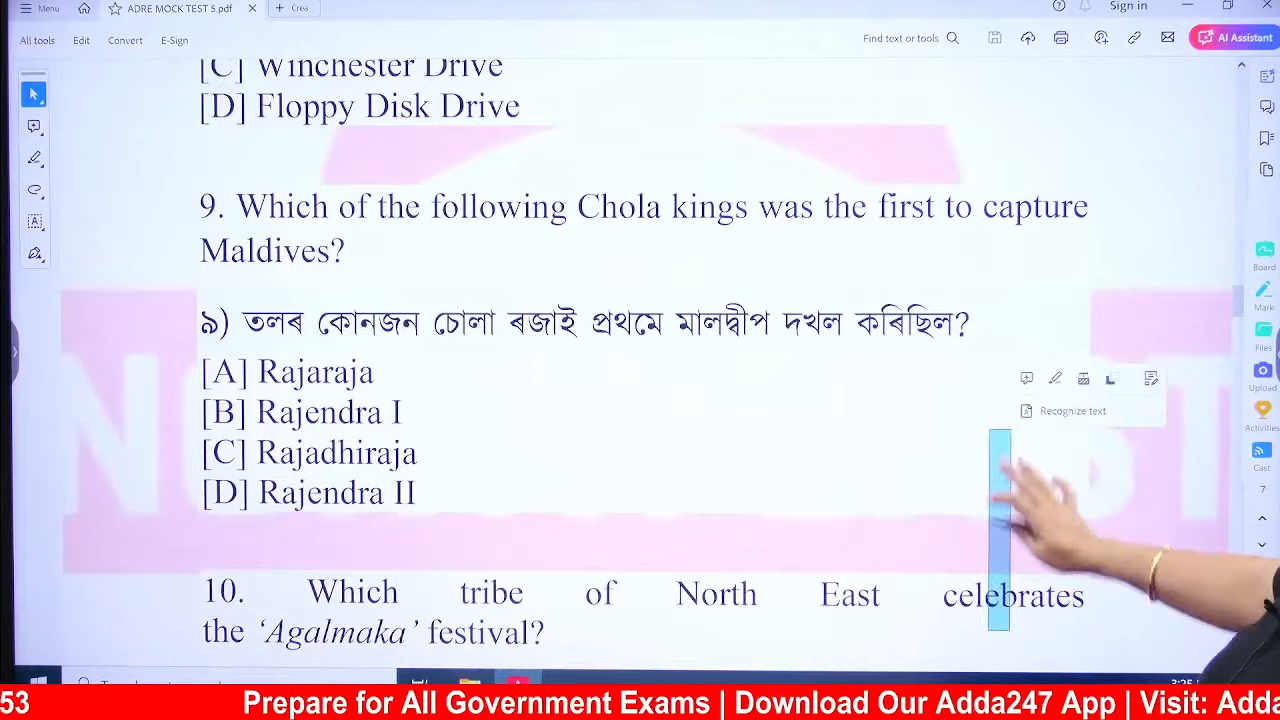 Menu
ADRE MOCK TEST 5.pdf
Crea
Sign in
All tools
Edit
Convert
E-Sign
Find text or tools
AI Assistant
[C] Winchester Drive
[D] Floppy Disk Drive
9. Which of the following Chola kings was the first to capture
Maldives?
৯) তলৰ কোনজন চোলা ৰজাই প্ৰথমে মালদ্বীপ দখল কৰিছিল?
[A] Rajaraja
[B] Rajendra I
[C] Rajadhiraja
[D] Rajendra II
Recognize text
10. Which tribe of North East celebrates
the ‘Agalmaka’ festival?
Board
Mark
Files
Upload
Activities
Cast
7
53 Prepare for All Government Exams | Download Our Adda247 App | Visit: Adda